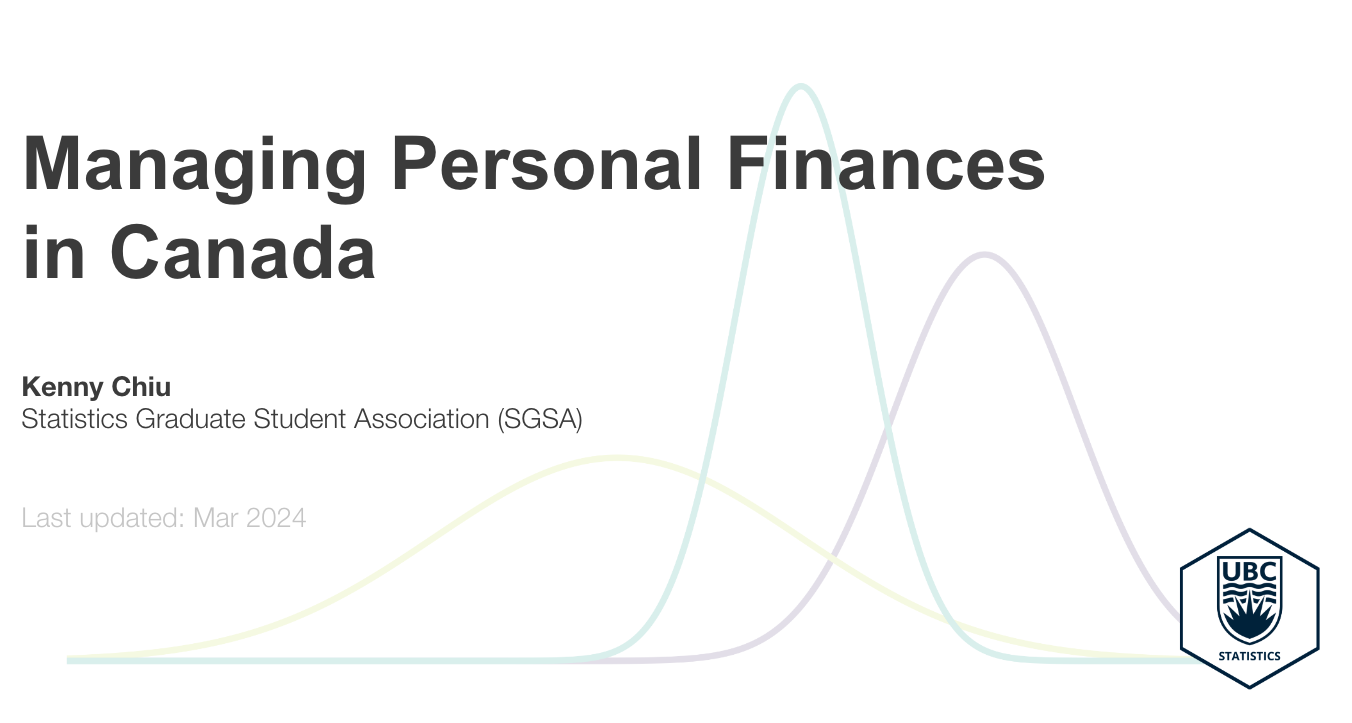 Managing Personal Finances
in Canada
Kenny Chiu
Statistics Graduate Student Association (SGSA)
Last updated: Mar 2024
UBC
STATISTICS